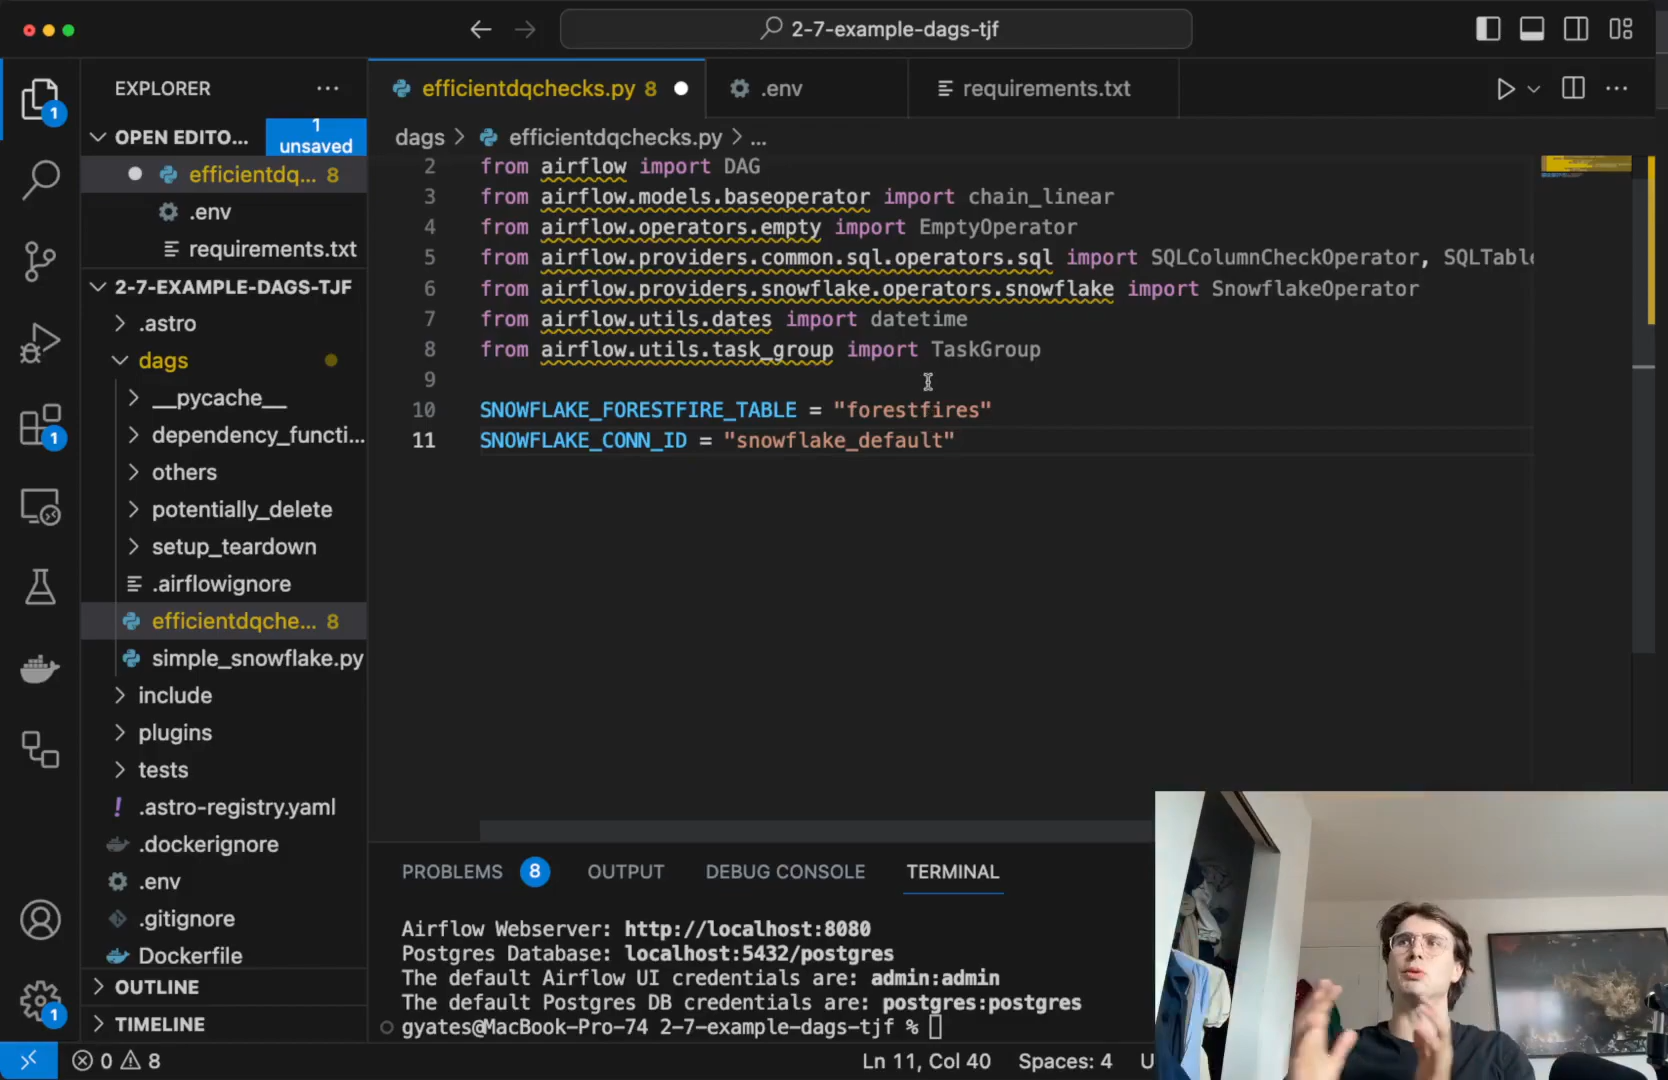 2-7-example-dags-tjf
EXPLORER
efficientdqchecks.py 8
.env
requirements.txt
OPEN EDITO...
1 unsaved
dags > efficientdqchecks.py > ...
efficientdq... 8
.env
requirements.txt
2-7-EXAMPLE-DAGS-TJF
.astro
dags
__pycache__
dependency_functi...
others
potentially_delete
setup_teardown
.airflowignore
efficientdqche... 8
simple_snowflake.py
include
plugins
tests
.astro-registry.yaml
.dockerignore
.env
.gitignore
Dockerfile
OUTLINE
TIMELINE
1
1
1
2 from airflow import DAG
3 from airflow.models.baseoperator import chain_linear
4 from airflow.operators.empty import EmptyOperator
5 from airflow.providers.common.sql.operators.sql import SQLColumnCheckOperator, SQLTable
6 from airflow.providers.snowflake.operators.snowflake import SnowflakeOperator
7 from airflow.utils.dates import datetime
8 from airflow.utils.task_group import TaskGroup
9
10 SNOWFLAKE_FORESTFIRE_TABLE = "forestfires"
11 SNOWFLAKE_CONN_ID = "snowflake_default"
PROBLEMS 8 OUTPUT DEBUG CONSOLE TERMINAL
Airflow Webserver: http://localhost:8080
Postgres Database: localhost:5432/postgres
The default Airflow UI credentials are: admin:admin
The default Postgres DB credentials are: postgres:postgres
gyates@MacBook-Pro-74 2-7-example-dags-tjf %
0 8
Ln 11, Col 40 Spaces: 4 U